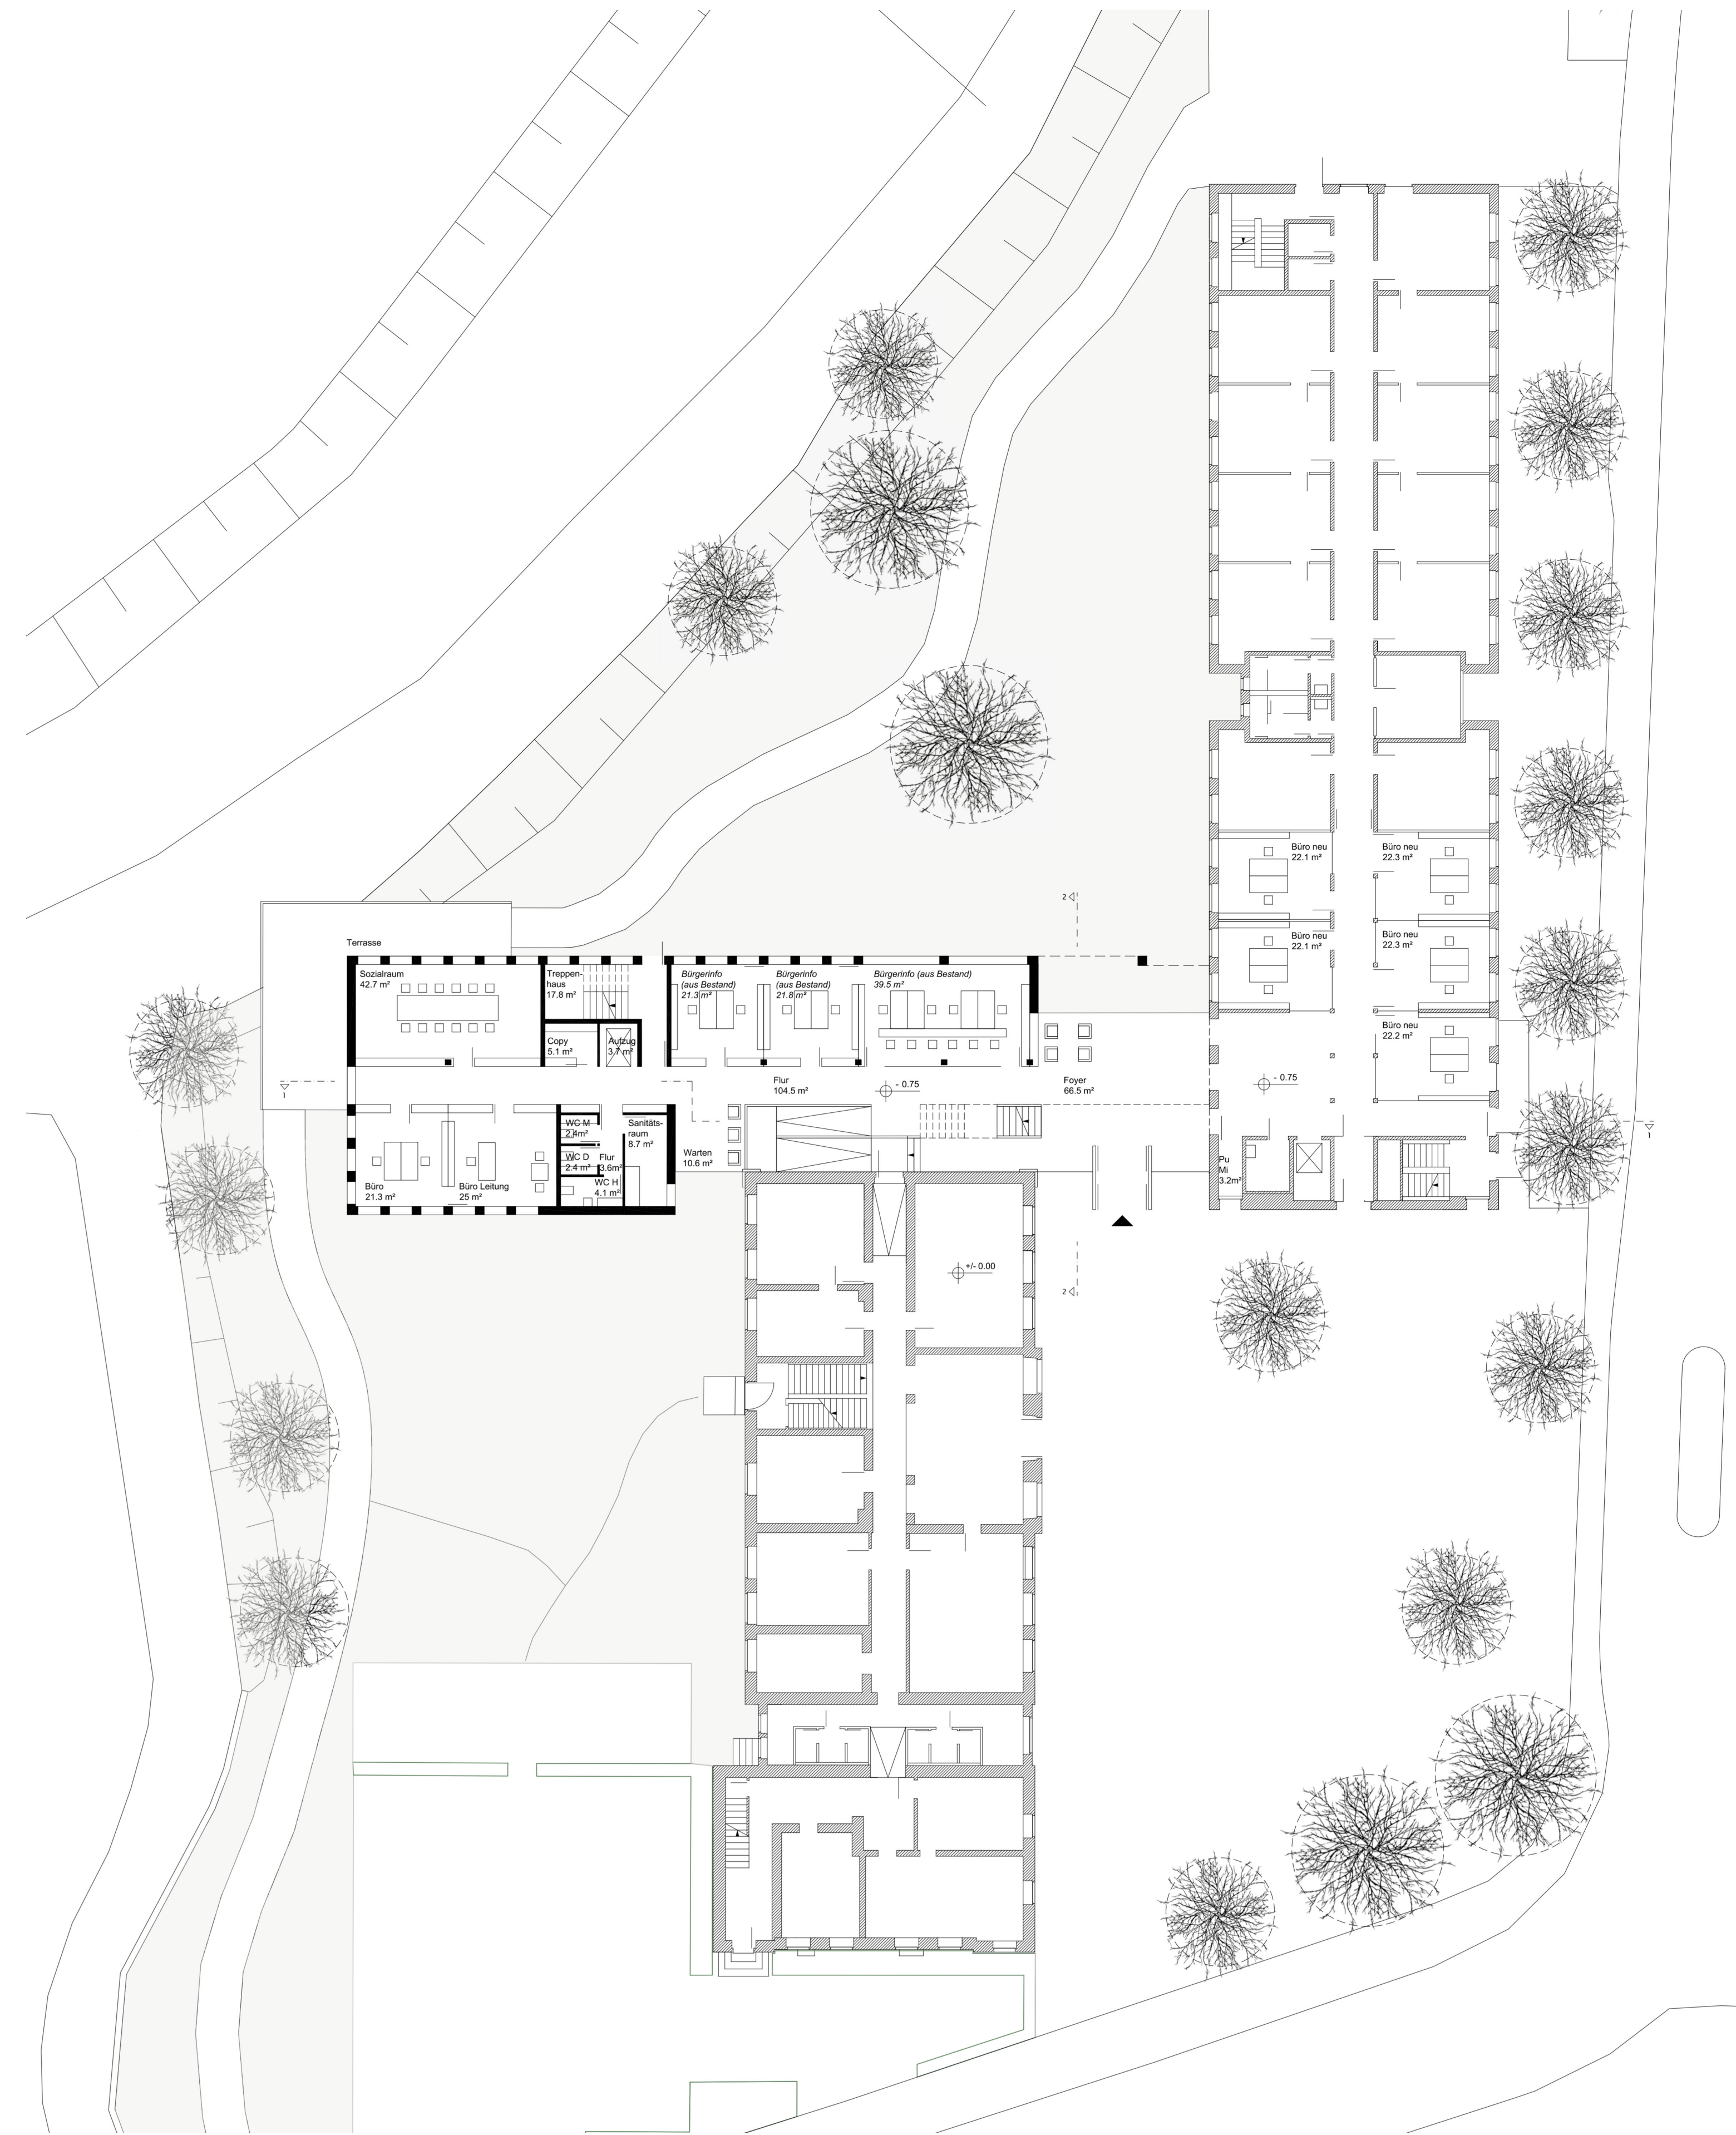 Büro neu
22.1 m²
Büro neu
22.3 m²
2
Büro neu
22.1 m²
Büro neu
22.3 m²
Terrasse
Sozialraum
42.7 m²
Treppen-
haus
17.8 m²
Bürgerinfo
(aus Bestand)
21.3 m²
Bürgerinfo
(aus Bestand)
21.8 m²
Bürgerinfo (aus Bestand)
39.5 m²
Büro neu
22.2 m²
Copy
5.1 m²
Aufzug
3.7 m²
1
Flur
104.5 m²
- 0.75
Foyer
66.5 m²
- 0.75
WC M
2.4m²
Sanitäts-
raum
8.7 m²
1
WC D
2.4 m²
Flur
3.6m²
Warten
10.6 m²
Pu
Mi
3.2m²
Büro
21.3 m²
Büro Leitung
25 m²
WC H
4.1 m²
+/- 0.00
2